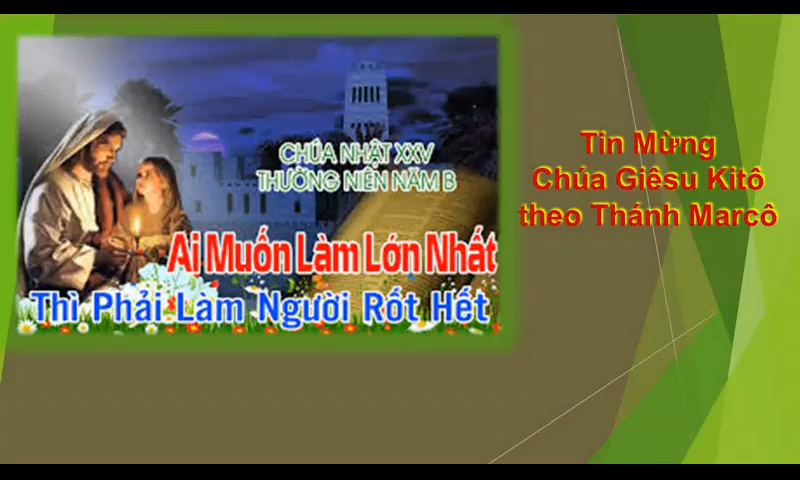 CHÚA NHẬT XXV
THƯỜNG NIÊN NĂM B
Ai Muốn Làm Lớn Nhất
Thì Phải Làm Người Rốt Hết
Tin Mừng
Chúa Giêsu Kitô
theo Thánh Marcô